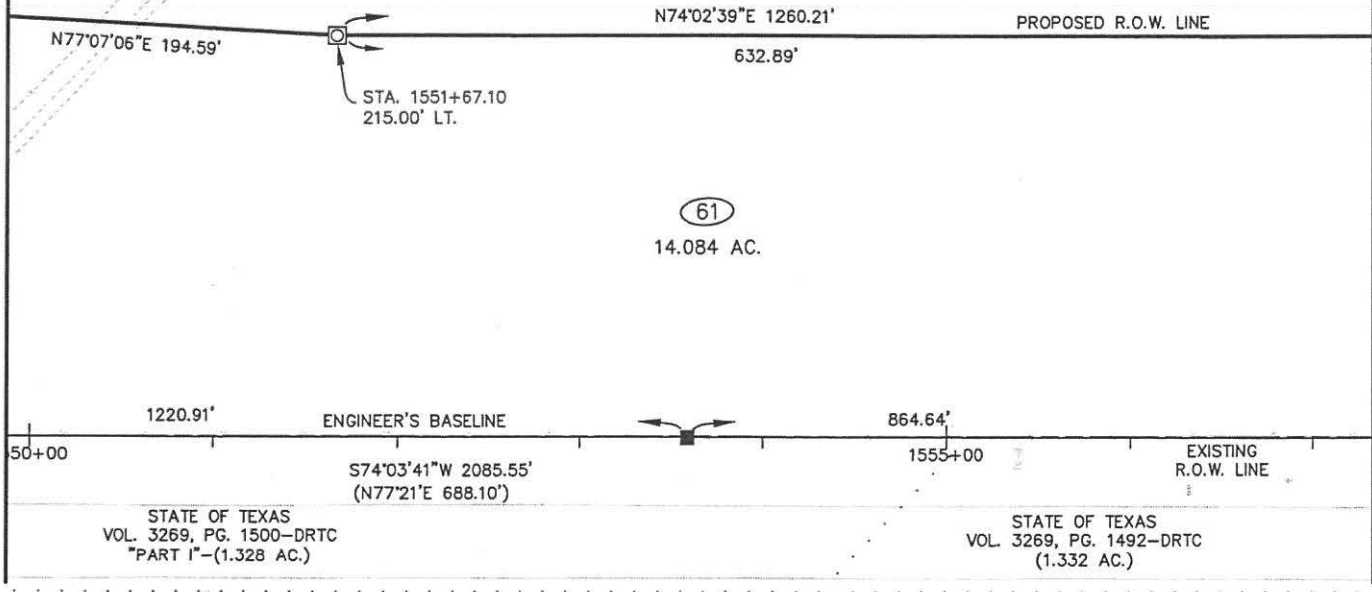 N74°02'39"E 1260.21'
PROPOSED R.O.W. LINE
N77°07'06"E 194.59'
632.89'
STA. 1551+67.10
215.00' LT.
61
14.084 AC.
1220.91'
ENGINEER'S BASELINE
864.64'
50+00
1555+00
EXISTING
R.O.W. LINE
S74°03'41"W 2085.55'
(N77°21'E 688.10')
STATE OF TEXAS
VOL. 3269, PG. 1500-DRTC
"PART I"-(1.328 AC.)
STATE OF TEXAS
VOL. 3269, PG. 1492-DRTC
(1.332 AC.)